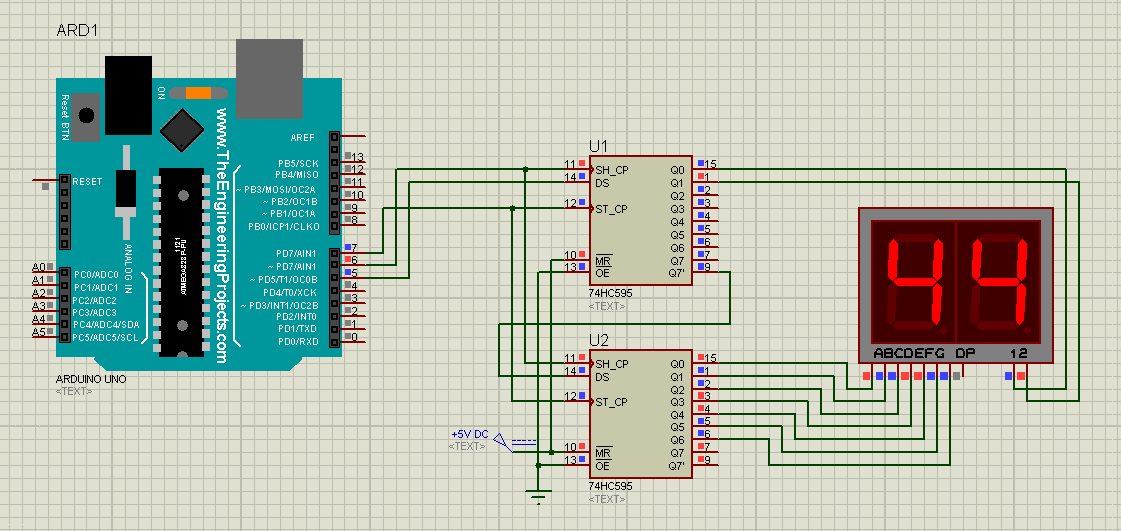 ARD1
Reset BTN
ON
www.TheEngineeringProjects.com
AREF
PB5/SCK 13
PB4/MISO 12
~ PB3/MOSI/OC2A 11
~ PB2/OC1B 10
~ PB1/OC1A 9
PB0/ICP1/CLKO 8
RESET
ANALOG IN
PD7/AIN1 7
~ PD7/AIN1 6
~ PD5/T1/OC0B 5
PD4/T0/XCK 4
~ PD3/INT1/OC2B 3
PD2/INT0 2
PD1/TXD 1
PD0/RXD 0
A0 PC0/ADC0
A1 PC1/ADC1
A2 PC2/ADC2
A3 PC3/ADC3
A4 PC4/ADC4/SDA
A5 PC5/ADC5/SCL
1121
ARDUINO UNO
<TEXT>
U1
11 SH_CP Q0 15
14 DS Q1 1
Q2 2
12 ST_CP Q3 3
Q4 4
Q5 5
Q6 6
10 MR Q7 7
13 OE Q7' 9
74HC595
<TEXT>
U2
11 SH_CP Q0 15
14 DS Q1 1
Q2 2
12 ST_CP Q3 3
Q4 4
Q5 5
Q6 6
10 MR Q7 7
13 OE Q7' 9
74HC595
<TEXT>
+5V DC
<TEXT>
44
ABCDEFG DP 12